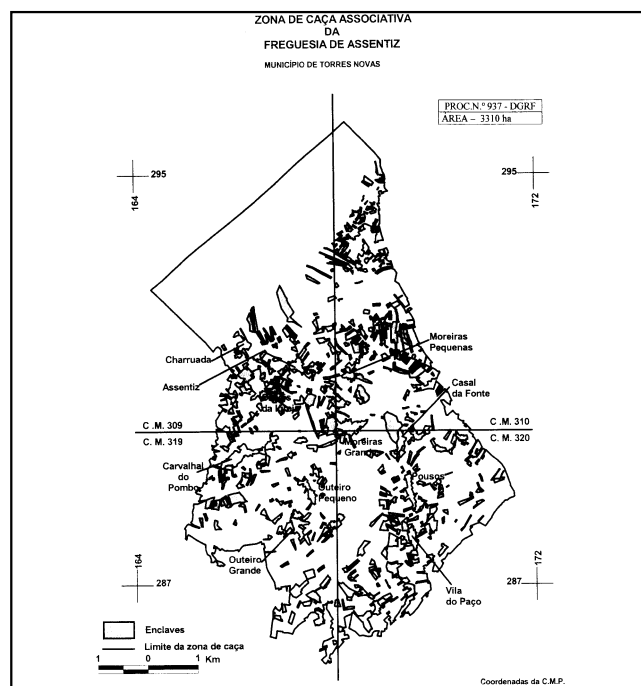 ZONA DE CAÇA ASSOCIATIVA
DA
FREGUESIA DE ASSENTIZ
MUNICÍPIO DE TORRES NOVAS
PROC.N.º 937 - DGRF
ÁREA – 3310 ha
295
164
295
172
Moreiras
Pequenas
Charruada
Assentiz
Casal
da Fonte
da Igreja
C .M. 309
C .M. 310
C. M. 319
C.M. 320
Moreiras
Grandes
Carvalhal
do
Pombo
Pousos
Outeiro
Pequeno
Outeiro
Grande
Vila
do Paço
164
287
172
287
Enclaves
Limite da zona de caça
1 0 1 Km
Coordenadas da C.M.P.